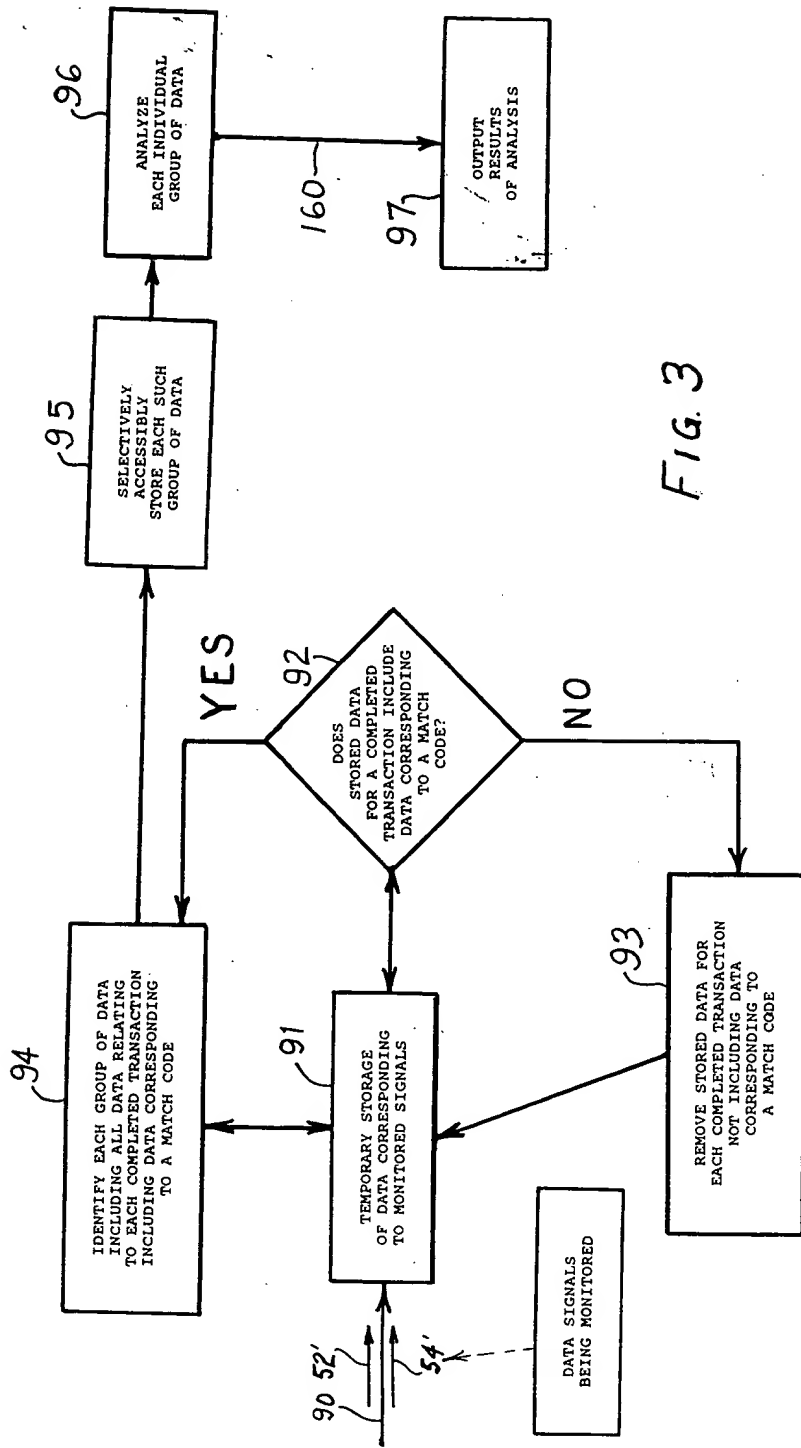 96
ANALYZE
EACH INDIVIDUAL
GROUP OF DATA
160
97
OUTPUT
RESULTS
OF ANALYSIS
95
SELECTIVELY
ACCESSIBLY
STORE EACH SUCH
GROUP OF DATA
FIG. 3
YES
92
DOES
STORED DATA
FOR A COMPLETED
TRANSACTION INCLUDE
DATA CORRESPONDING
TO A MATCH
CODE?
NO
94
IDENTIFY EACH GROUP OF DATA
INCLUDING ALL DATA RELATING
TO EACH COMPLETED TRANSACTION
INCLUDING DATA CORRESPONDING
TO A MATCH CODE
91
TEMPORARY STORAGE
OF DATA CORRESPONDING
TO MONITORED SIGNALS
93
REMOVE STORED DATA FOR
EACH COMPLETED TRANSACTION
NOT INCLUDING DATA
CORRESPONDING TO
A MATCH CODE
90
52'
54'
DATA SIGNALS
BEING MONITORED